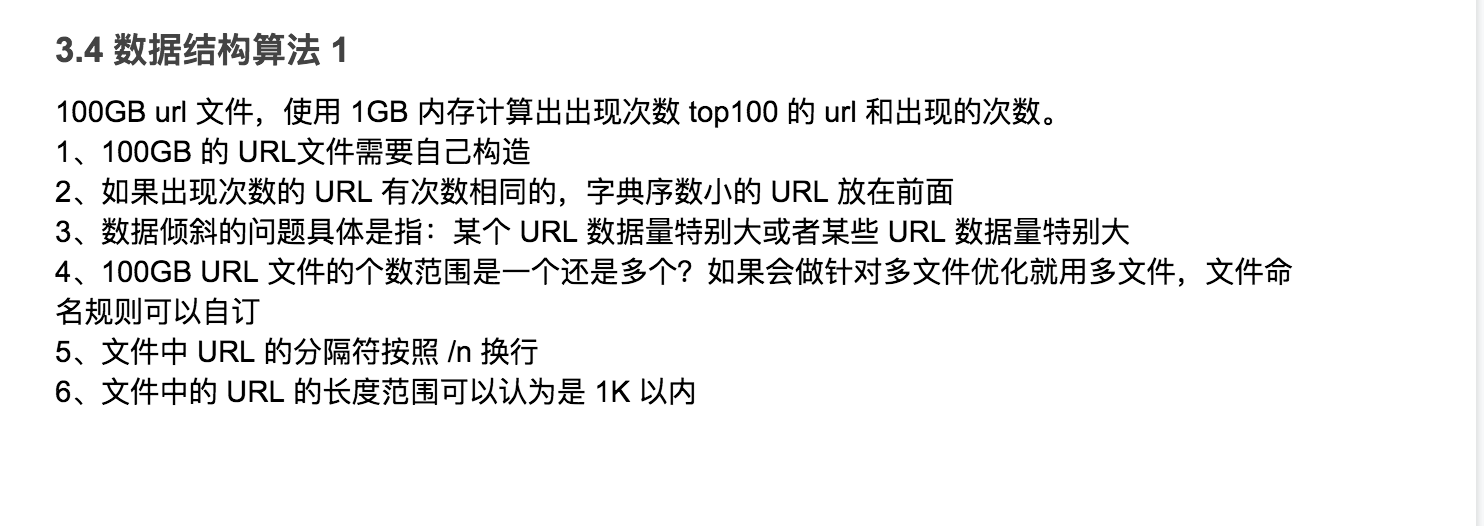 3.4 数据结构算法 1
100GB url 文件，使用 1GB 内存计算出出现次数 top100 的 url 和出现的次数。
1、100GB 的 URL文件需要自己构造
2、如果出现次数的 URL 有次数相同的，字典序数小的 URL 放在前面
3、数据倾斜的问题具体是指：某个 URL 数据量特别大或者某些 URL 数据量特别大
4、100GB URL 文件的个数范围是一个还是多个？如果会做针对多文件优化就用多文件，文件命
名规则可以自订
5、文件中 URL 的分隔符按照 /n 换行
6、文件中的 URL 的长度范围可以认为是 1K 以内